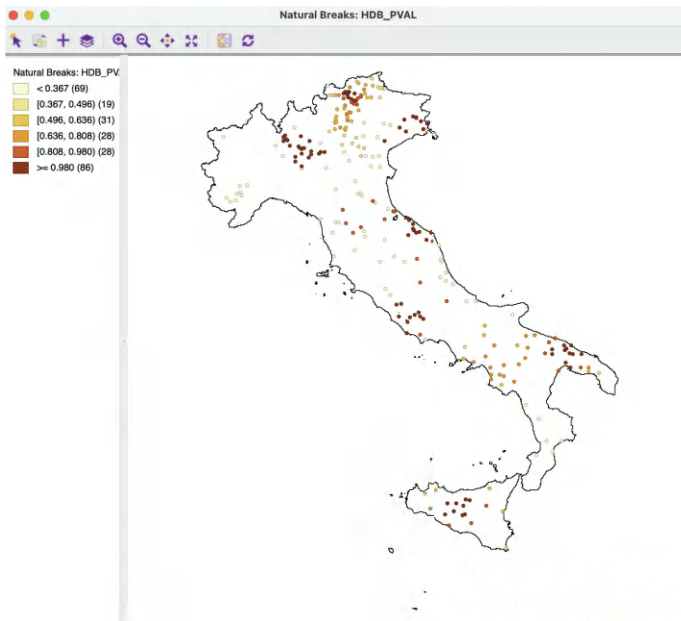 Natural Breaks: HDB_PVAL
Natural Breaks: HDB_PV
< 0.367 (69)
[0.367, 0.496) (19)
[0.496, 0.636) (31)
[0.636, 0.808) (28)
[0.808, 0.980) (28)
>= 0.980 (86)